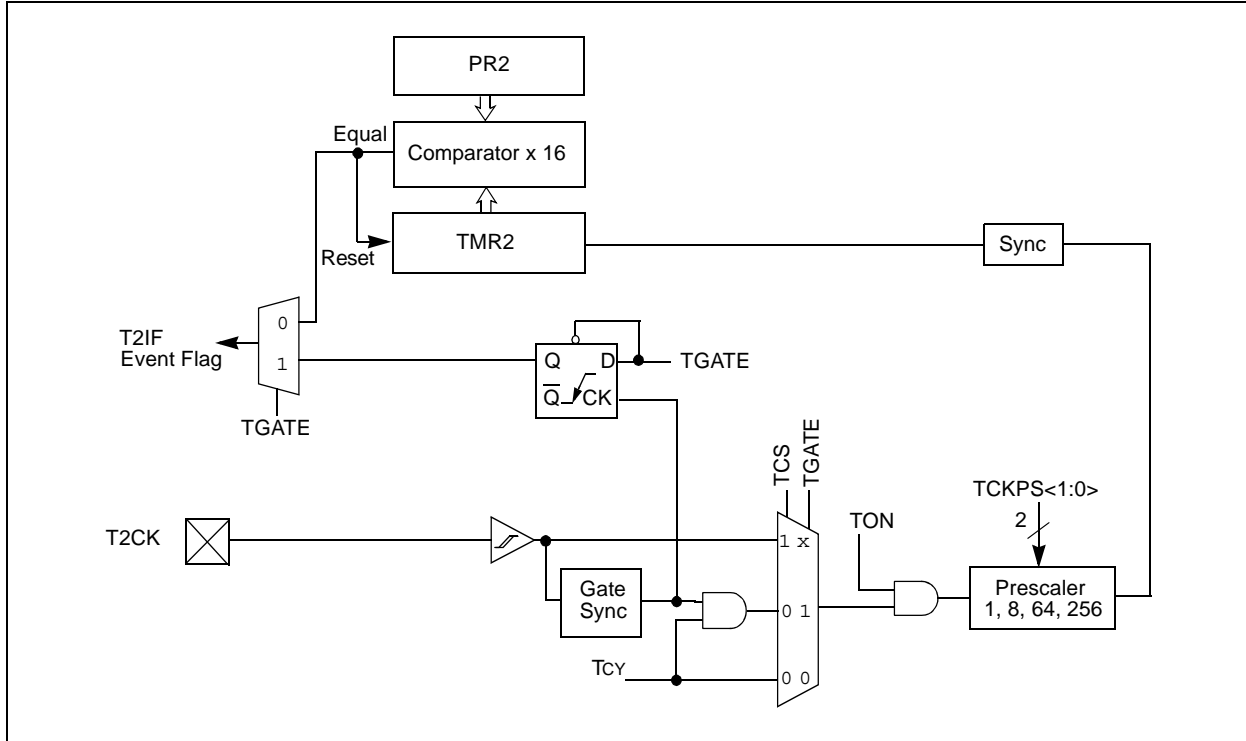 PR2
Equal
Comparator x 16
Reset
TMR2
Sync
0
T2IF
Event Flag
1
Q
D
TGATE
Q̅
CK
TGATE
TCS
TGATE
TCKPS<1:0>
2
TON
T2CK
1 x
Prescaler
1, 8, 64, 256
Gate
Sync
0 1
TCY
0 0